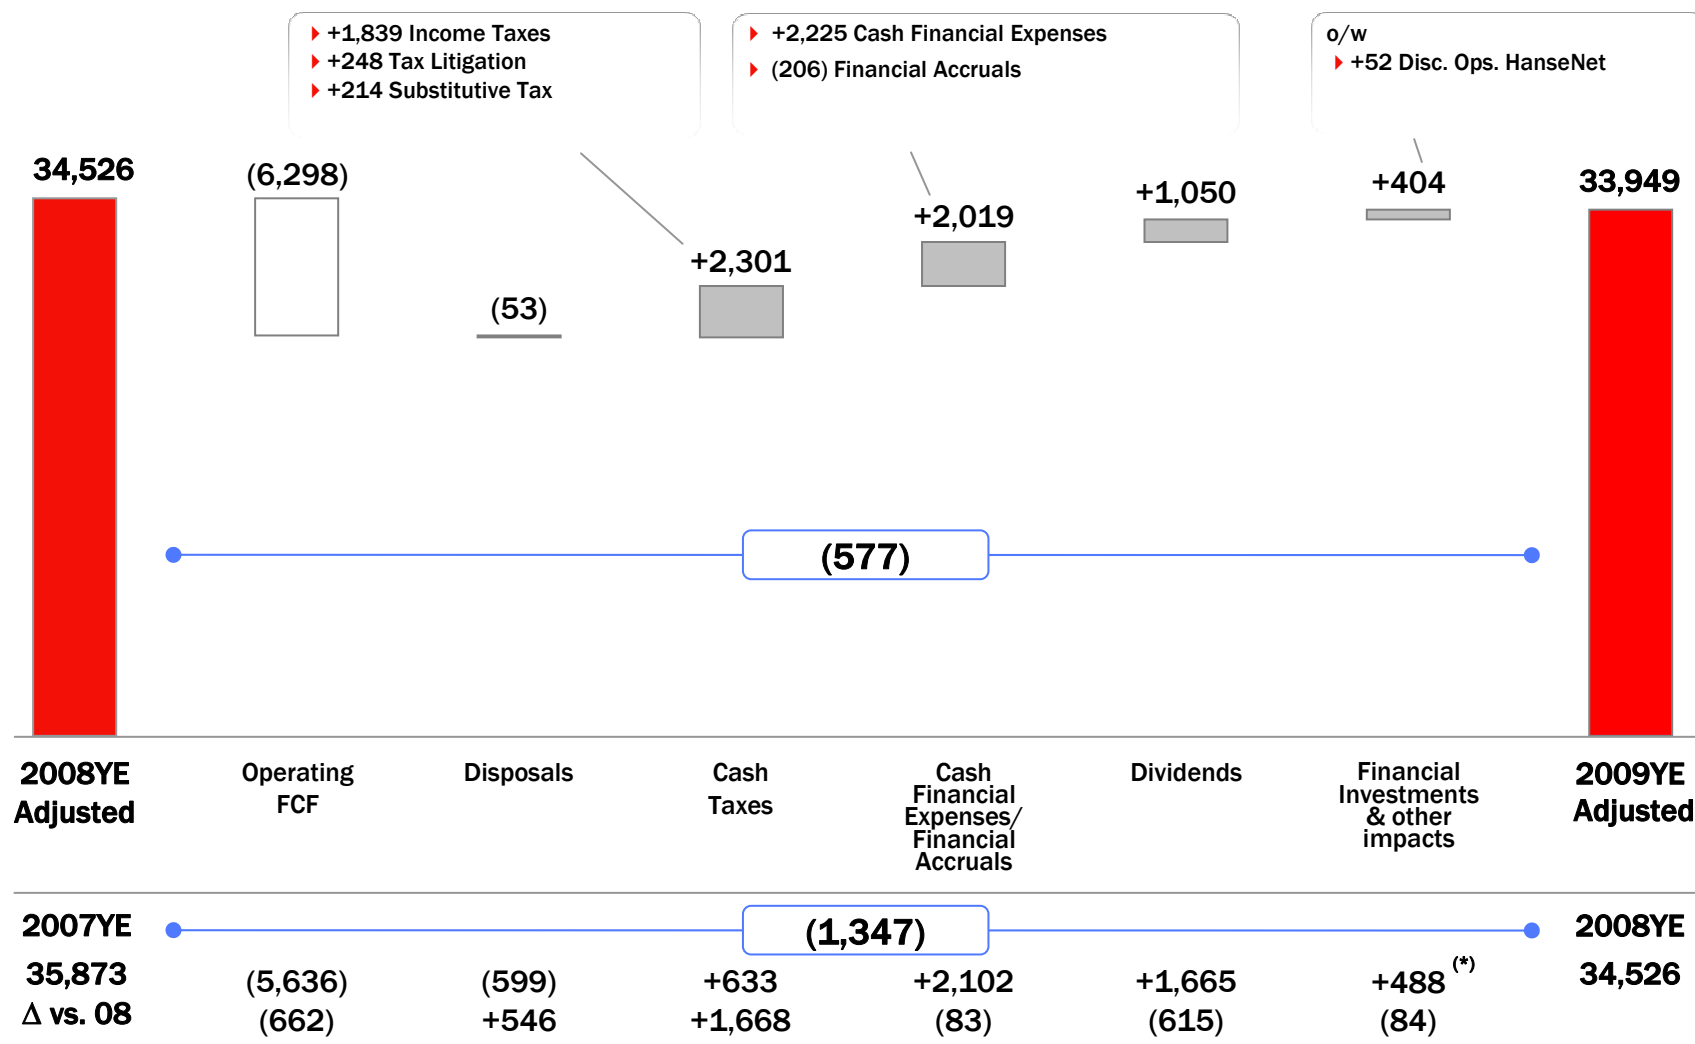 +1,839 Income Taxes
+248 Tax Litigation
+214 Substitutive Tax
+2,225 Cash Financial Expenses
(206) Financial Accruals
o/w
+52 Disc. Ops. HanseNet
34,526
(6,298)
(53)
+2,301
+2,019
+1,050
+404
33,949
(577)
2008YE
Adjusted
Operating
FCF
Disposals
Cash
Taxes
Cash
Financial
Expenses/
Financial
Accruals
Dividends
Financial
Investments
& other
impacts
2009YE
Adjusted
2007YE
(1,347)
2008YE
35,873
(5,636)
(599)
+633
+2,102
+1,665
+488 (*)
34,526
Δ vs. 08
(662)
+546
+1,668
(83)
(615)
(84)